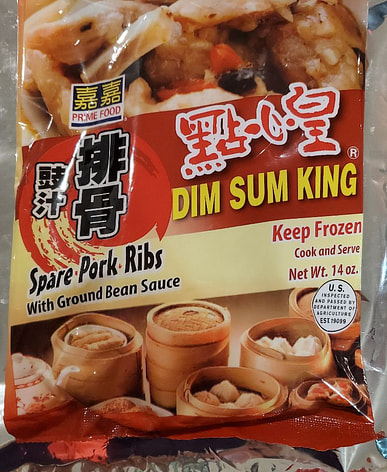 嘉嘉
PRIME FOOD
點心皇®
豉汁
排骨
DIM SUM KING
Keep Frozen
Cook and Serve
Net Wt. 14 oz.
Spare Pork Ribs
With Ground Bean Sauce
U.S.
INSPECTED
AND PASSED BY
DEPARTMENT OF
AGRICULTURE
EST.19099